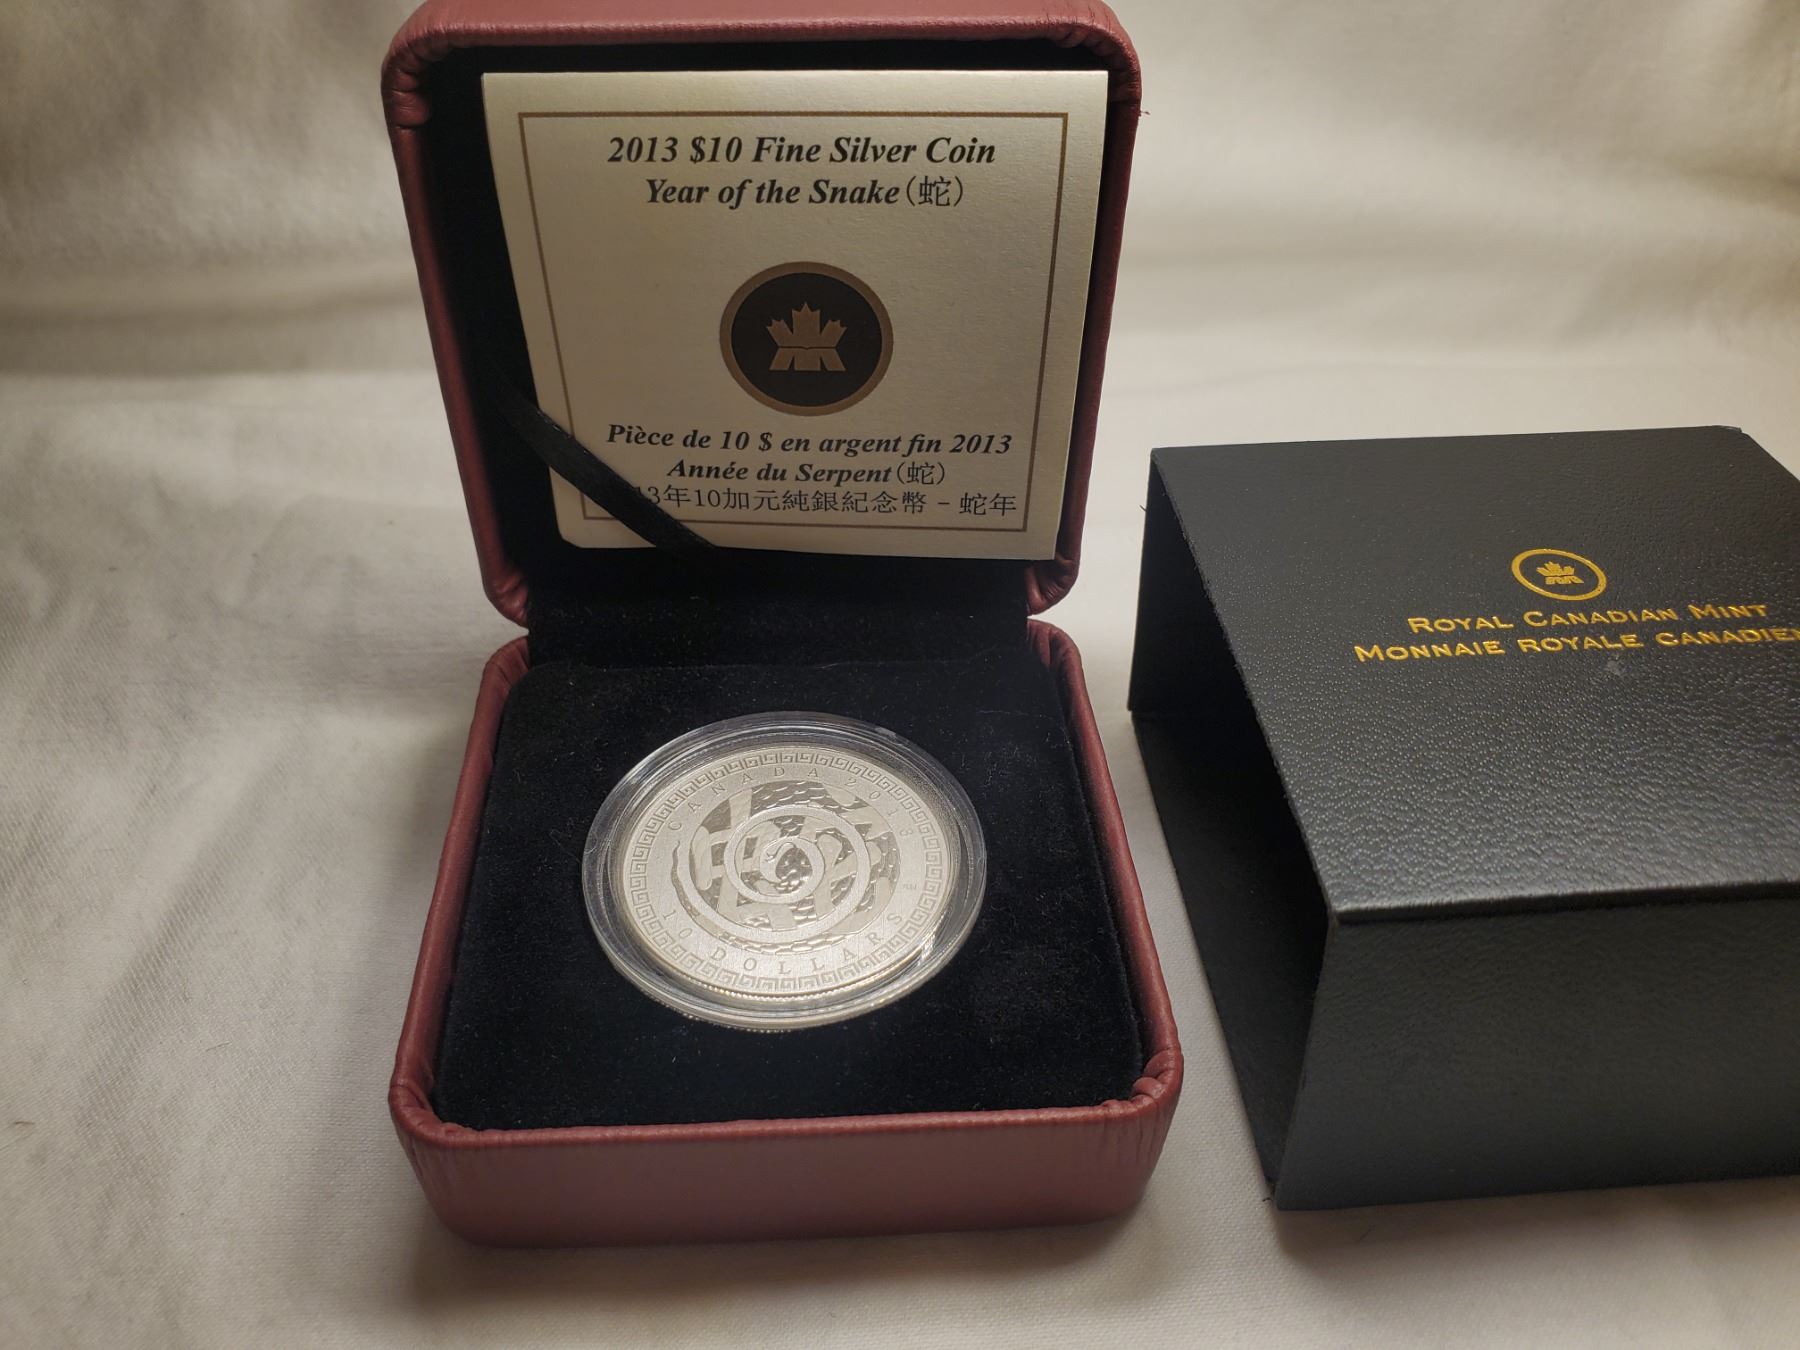 2013 $10 Fine Silver Coin
Year of the Snake (蛇)
Pièce de 10 $ en argent fin 2013
Année du Serpent (蛇)
13年10加元純銀紀念幣 - 蛇年
CANADA 2013
10 DOLLARS
ROYAL CANADIAN MINT
MONNAIE ROYALE CANADIEN